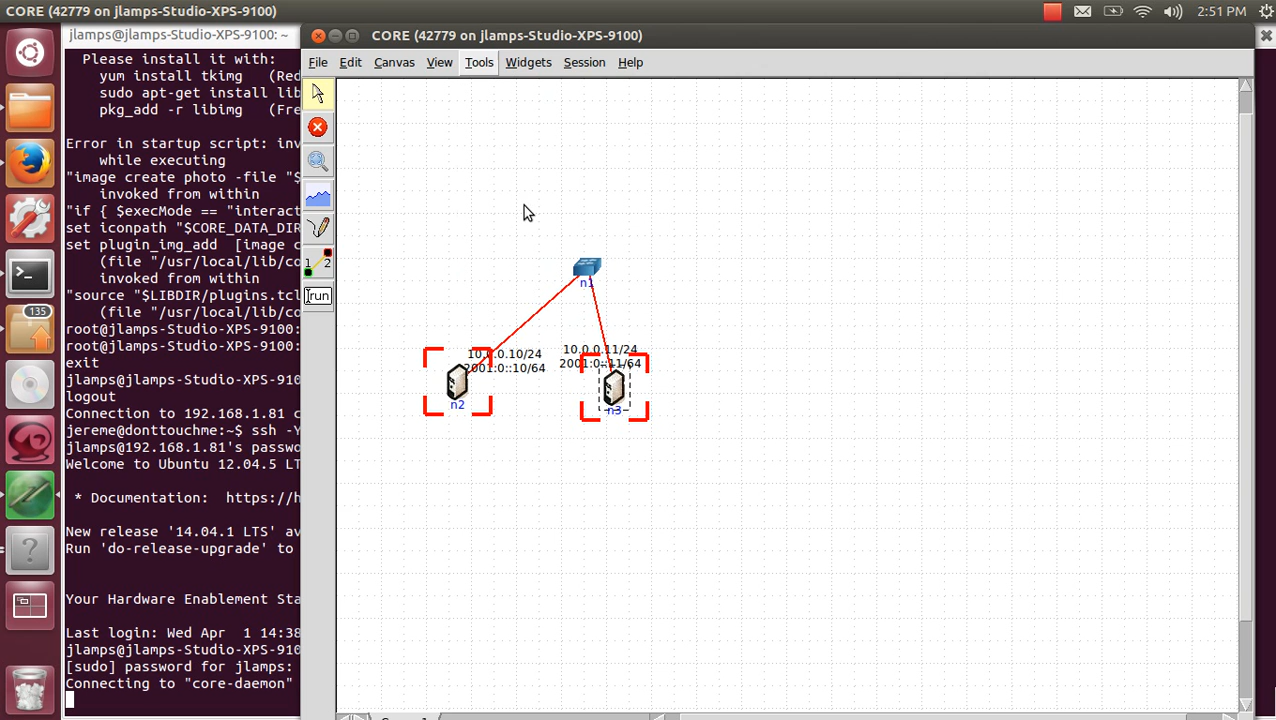 CORE (42779 on jlamps-Studio-XPS-9100)
2:51 PM
jlamps@jlamps-Studio-XPS-9100: ~
Please install it with:
yum install tkimg (Red
sudo apt-get install lib
pkg_add -r libimg (Fre
Error in startup script: inv
while executing
"image create photo -file "$
invoked from within
"if { $execMode == "interact
set iconpath "$CORE_DATA_DIR
set plugin_img_add [image c
(file "/usr/local/lib/co
invoked from within
"source "$LIBDIR/plugins.tcl
(file "/usr/local/lib/co
root@jlamps-Studio-XPS-9100:
root@jlamps-Studio-XPS-9100:
exit
jlamps@jlamps-Studio-XPS-910
logout
Connection to 192.168.1.81 c
jereme@donttouchme:~$ ssh -Y
jlamps@192.168.1.81's passwo
Welcome to Ubuntu 12.04.5 LT
* Documentation: https://h
New release '14.04.1 LTS' av
Run 'do-release-upgrade' to
Your Hardware Enablement Sta
Last login: Wed Apr 1 14:38
jlamps@jlamps-Studio-XPS-910
[sudo] password for jlamps:
Connecting to "core-daemon"
135
CORE (42779 on jlamps-Studio-XPS-9100)
File Edit Canvas View Tools Widgets Session Help
1 2
run
n1
10.0.0.10/24
2001:0::10/64
n2
10.0.0.11/24
2001:0::11/64
n3